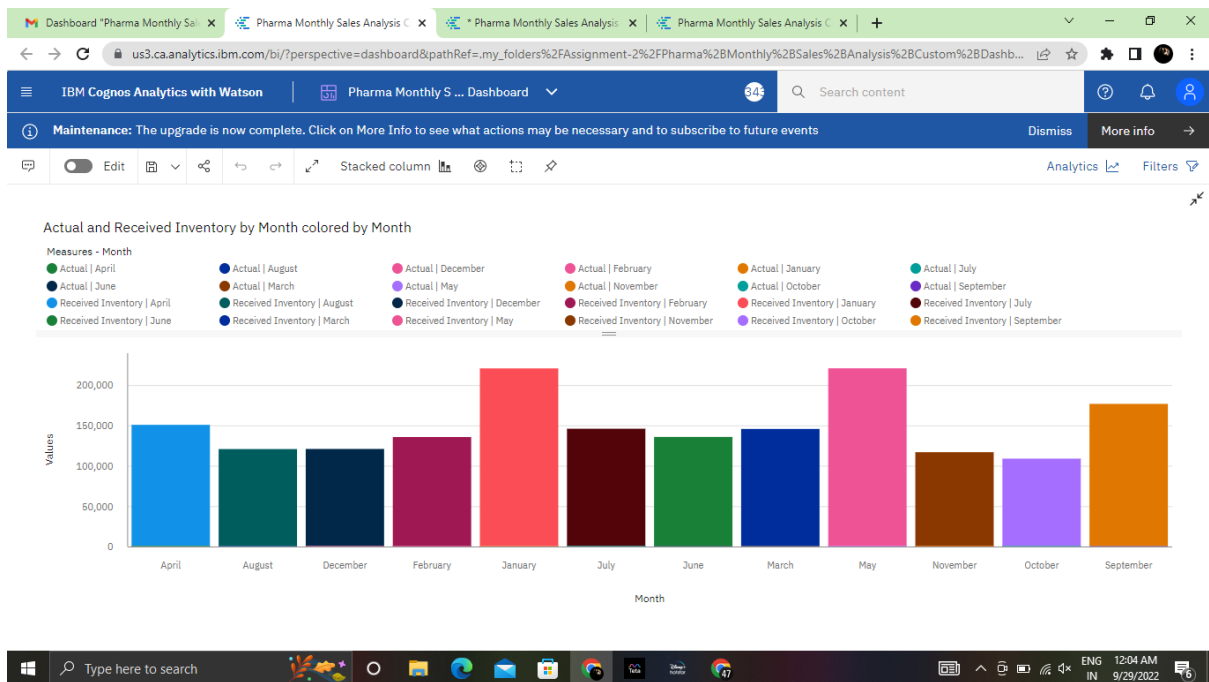 Dashboard "Pharma Monthly Sal
Pharma Monthly Sales Analysis C
* Pharma Monthly Sales Analysis
Pharma Monthly Sales Analysis C
us3.ca.analytics.ibm.com/bi/?perspective=dashboard&pathRef=.my_folders%2FAssignment-2%2FPharma%2BMonthly%2BSales%2BAnalysis%2BCustom%2BDashb...
IBM Cognos Analytics with Watson
Pharma Monthly S ... Dashboard
343
Search content
Maintenance: The upgrade is now complete. Click on More Info to see what actions may be necessary and to subscribe to future events
Dismiss
More info
Edit
Stacked column
Analytics
Filters
Actual and Received Inventory by Month colored by Month
Measures - Month
Actual | April Actual | August Actual | December Actual | February Actual | January Actual | July
Actual | June Actual | March Actual | May Actual | November Actual | October Actual | September
Received Inventory | April Received Inventory | August Received Inventory | December Received Inventory | February Received Inventory | January Received Inventory | July
Received Inventory | June Received Inventory | March Received Inventory | May Received Inventory | November Received Inventory | October Received Inventory | September
200,000
150,000
100,000
50,000
0
Values
April August December February January July June March May November October September
Month
Type here to search
47
ENG
IN
12:04 AM
9/29/2022
6